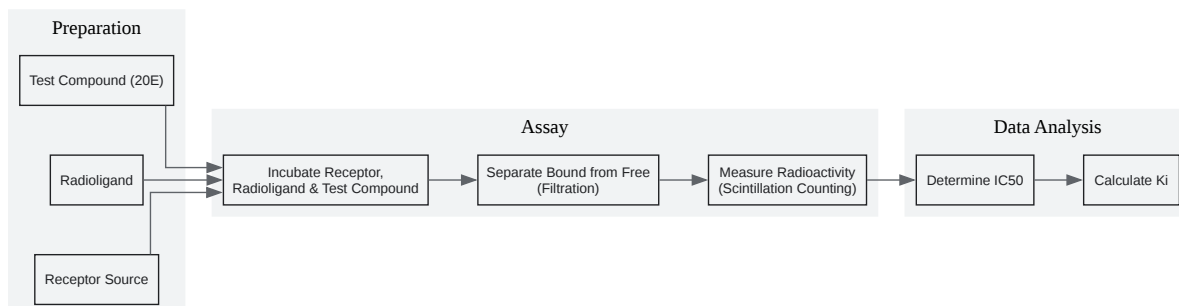 Preparation
Test Compound (20E)
Radioligand
Receptor Source
Assay
Incubate Receptor,
Radioligand & Test Compound
Separate Bound from Free
(Filtration)
Measure Radioactivity
(Scintillation Counting)
Data Analysis
Determine IC50
Calculate Ki